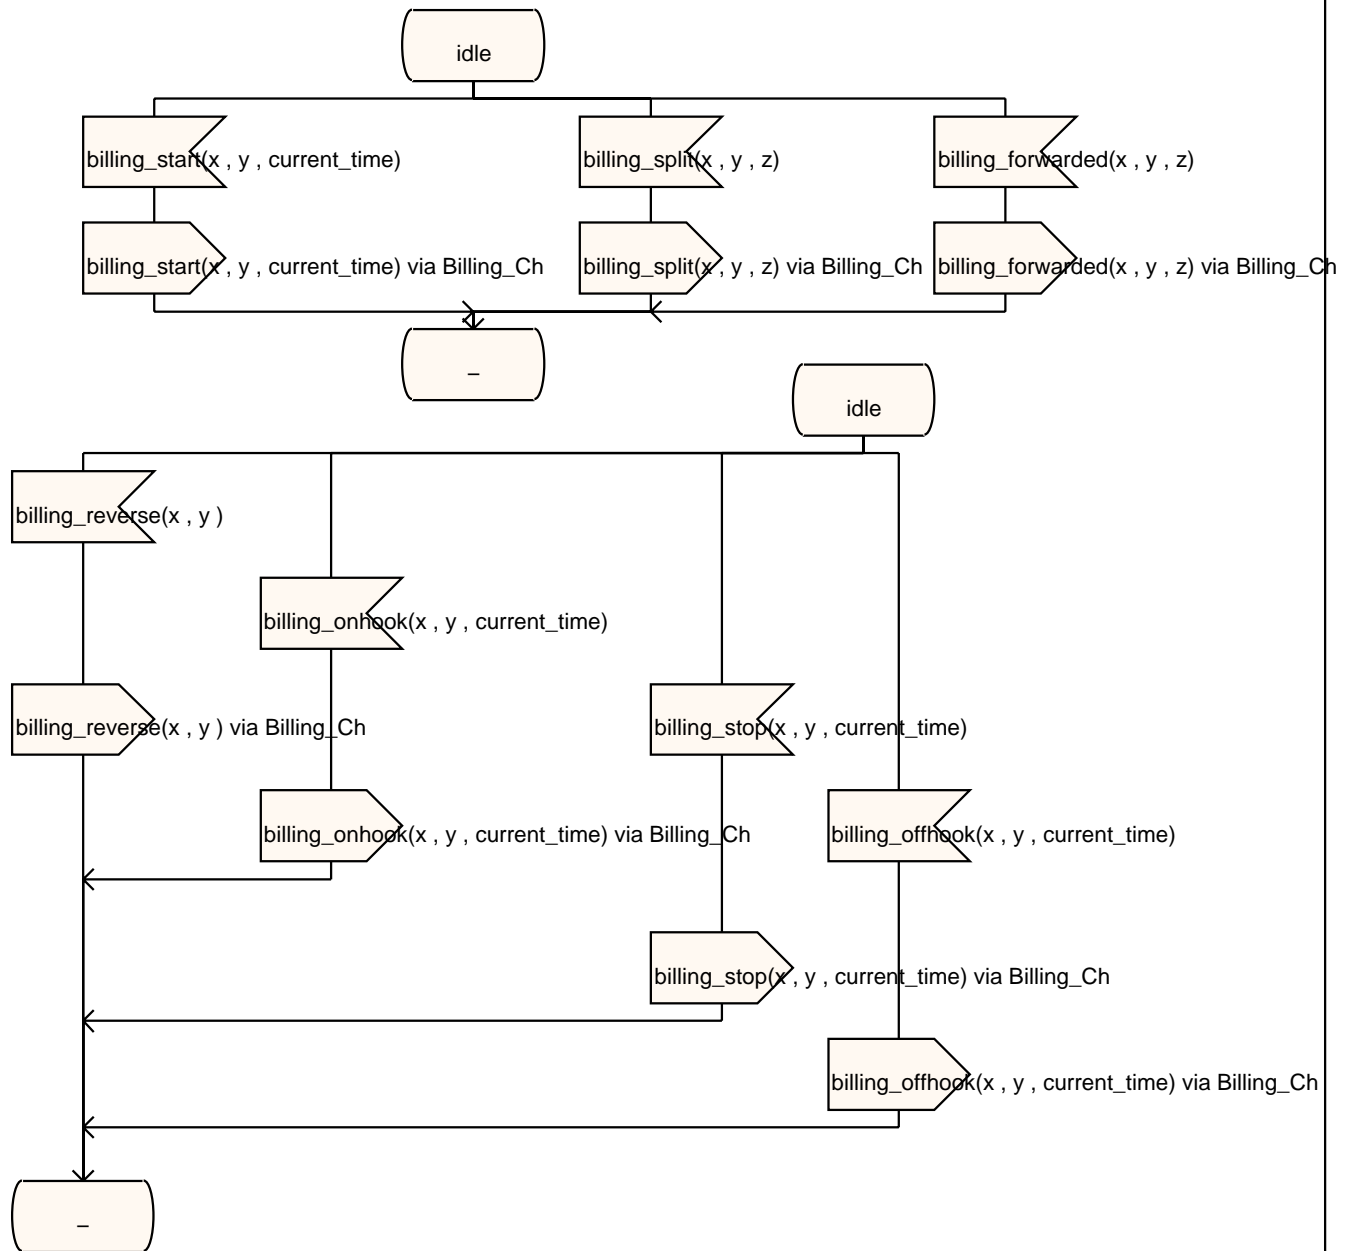 idle
billing_start(x , y , current_time)
billing_split(x , y , z)
billing_forwarded(x , y , z)
billing_start(x , y , current_time) via Billing_Ch
billing_split(x , y , z) via Billing_Ch
billing_forwarded(x , y , z) via Billing_Ch
–
idle
billing_reverse(x , y )
billing_onhook(x , y , current_time)
billing_reverse(x , y ) via Billing_Ch
billing_stop(x , y , current_time)
billing_onhook(x , y , current_time) via Billing_Ch
billing_offhook(x , y , current_time)
billing_stop(x , y , current_time) via Billing_Ch
billing_offhook(x , y , current_time) via Billing_Ch
–